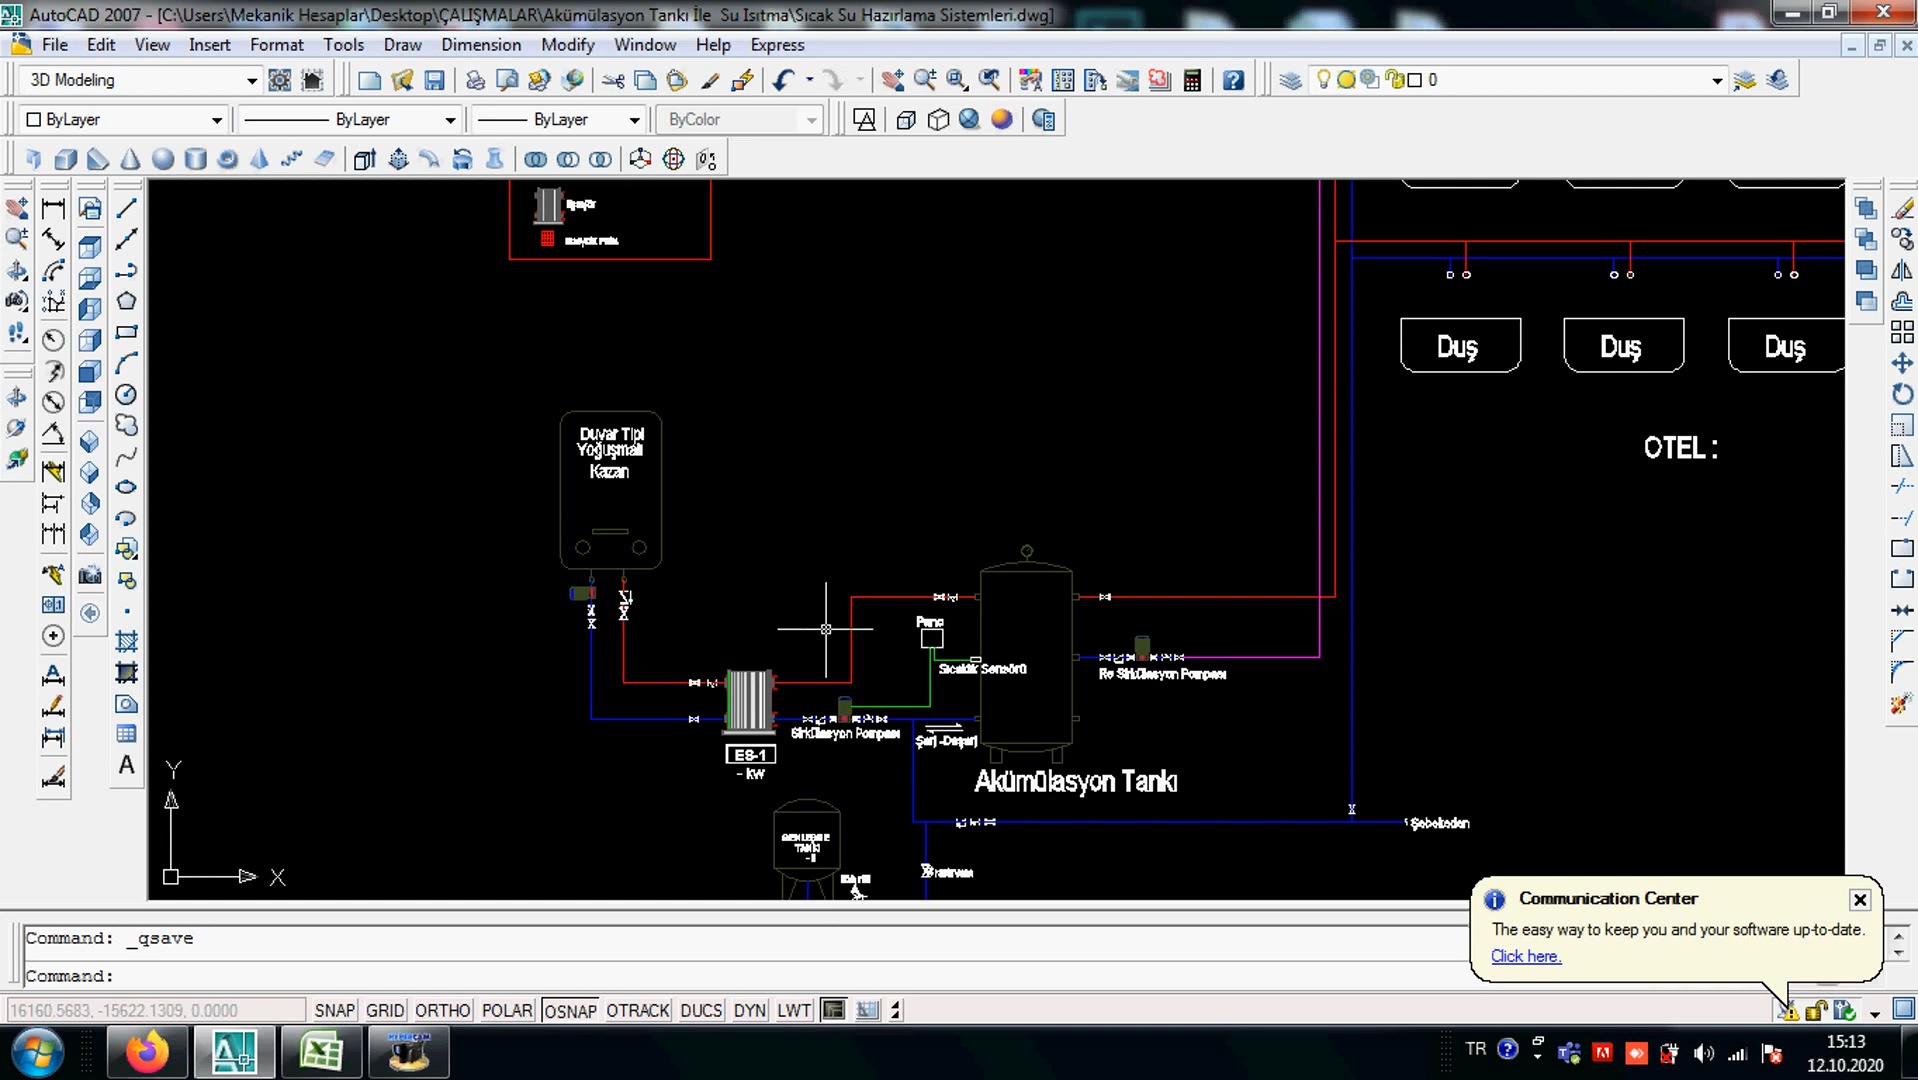 AutoCAD 2007 - [C:\Users\Mekanik Hesaplar\Desktop\ÇALIŞMALAR\Akümülasyon Tankı İle  Su Isıtma\Sıcak Su Hazırlama Sistemleri.dwg]
File Edit View Insert Format Tools Draw Dimension Modify Window Help Express
3D Modeling
0
ByLayer ByLayer ByLayer ByColor
Duş Duş Duş
OTEL :
Duvar Tipi
Yoğuşmalı
Kazan
Pano
Sıcaklık Sensörü
Re Sirkülasyon Pompası
Sirkülasyon Pompası
Şarj -Deşarj
ES-1
- kW
Akümülasyon Tankı
GENLEŞME
TANKI
- lt
Şebekeden
Y
X
Command: _qsave
Command:
Communication Center
The easy way to keep you and your software up-to-date.
Click here.
16160.5683, -15622.1309, 0.0000
SNAP GRID ORTHO POLAR OSNAP OTRACK DUCS DYN LWT
TR
15:13
12.10.2020